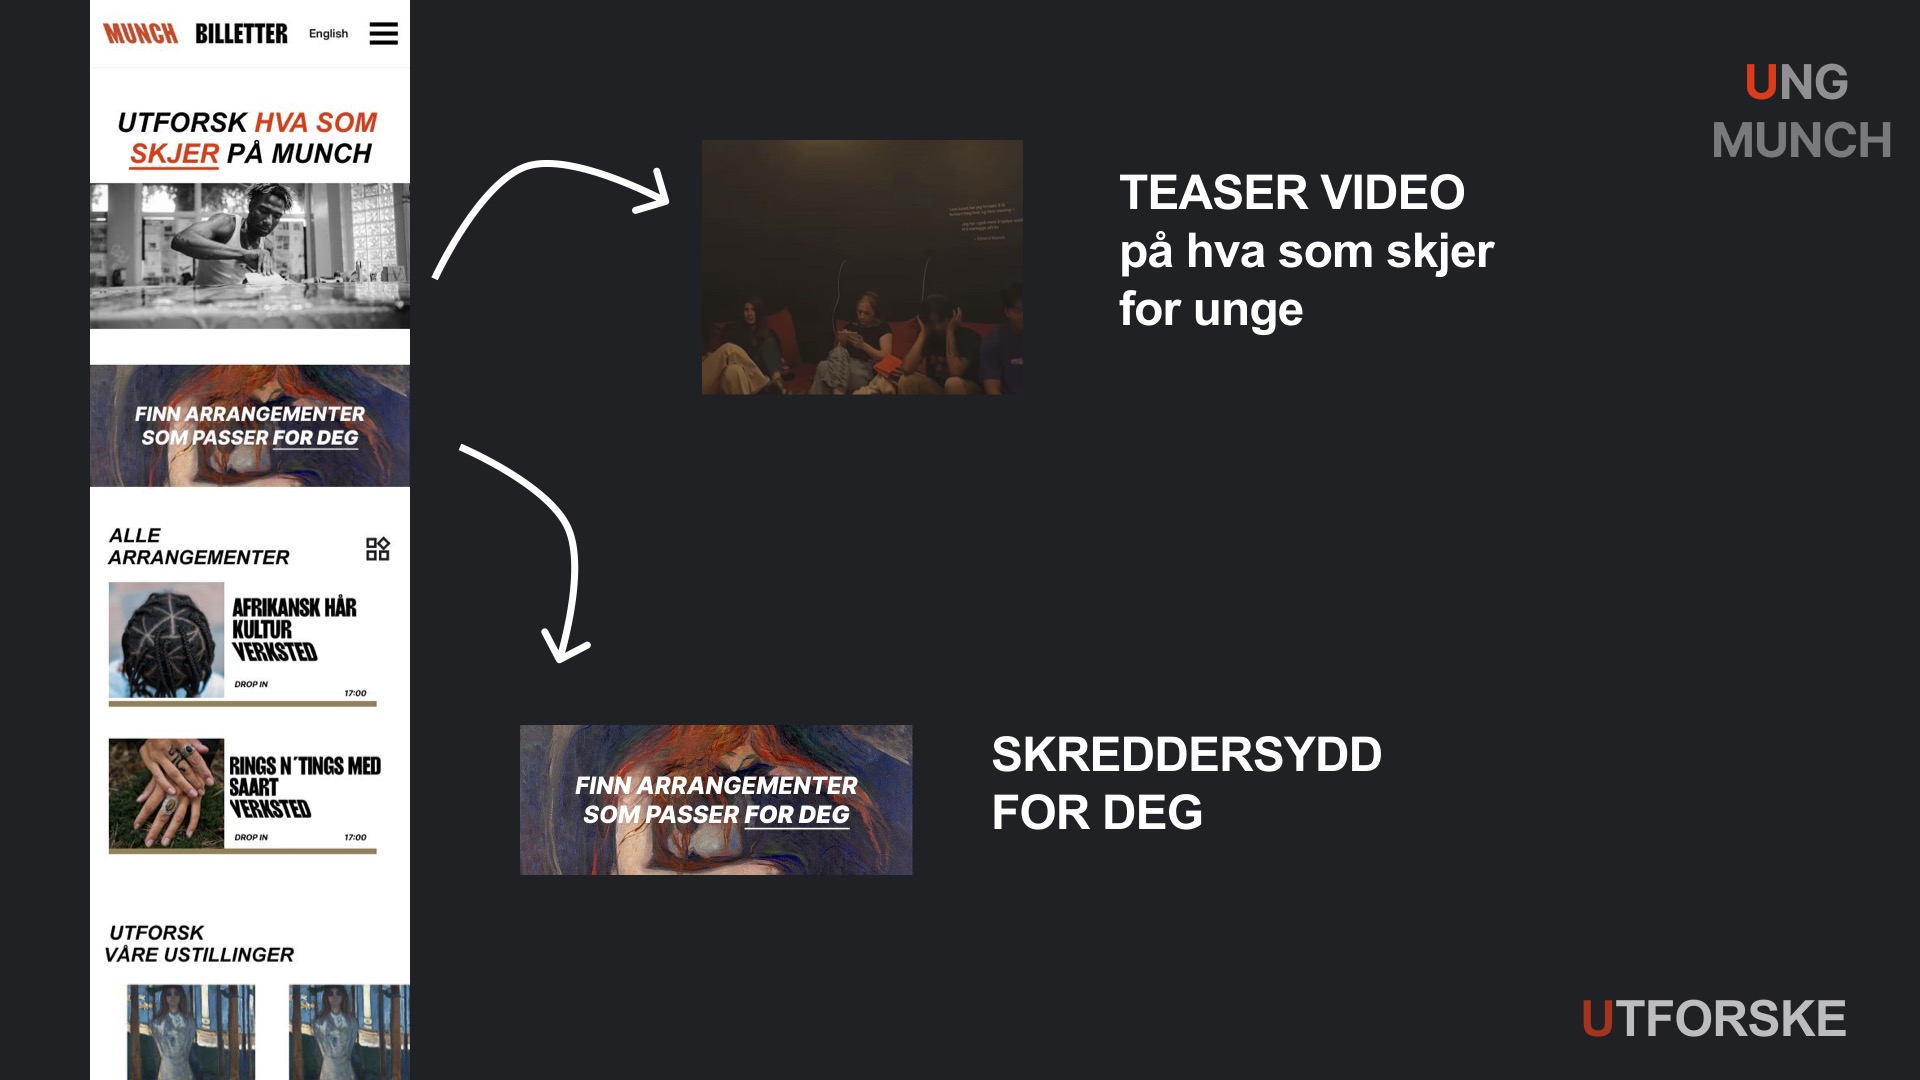 MUNCH BILLETTER English
UTFORSK HVA SOM
SKJER PÅ MUNCH
FINN ARRANGEMENTER
SOM PASSER FOR DEG
ALLE
ARRANGEMENTER
AFRIKANSK HÅR
KULTUR
VERKSTED
DROP IN
17:00
RINGS N´TINGS MED
SAART
VERKSTED
DROP IN 17:00
UTFORSK
VÅRE USTILLINGER
TEASER VIDEO
på hva som skjer
for unge
FINN ARRANGEMENTER
SOM PASSER FOR DEG
SKREDDERSYDD
FOR DEG
UNG
MUNCH
UTFORSKE